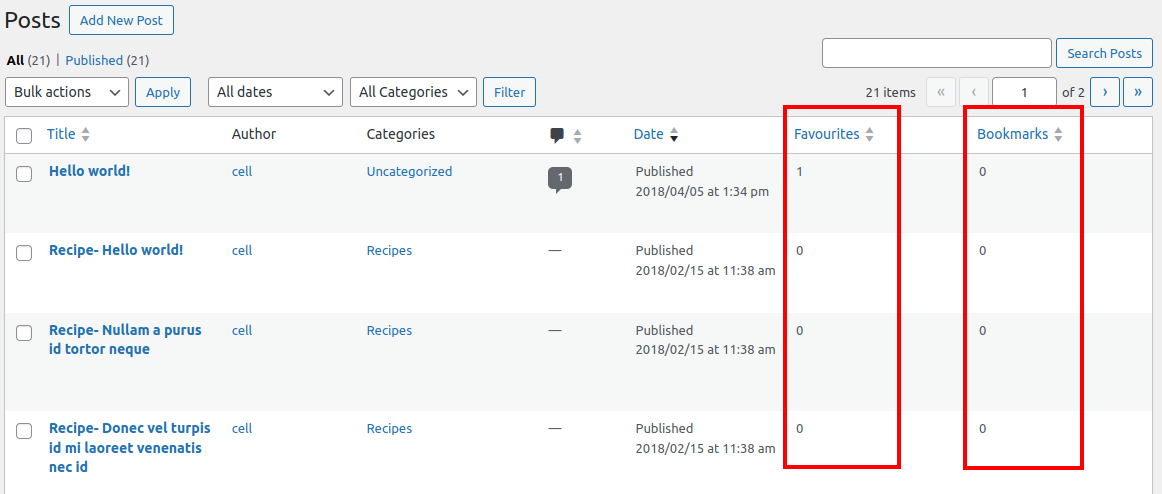 Posts Add New Post
All (21) | Published (21)
Search Posts
Bulk actions Apply All dates All Categories Filter 21 items « ‹ 1 of 2 › »
Title Author Categories Date Favourites Bookmarks
Hello world! cell Uncategorized 1 Published 1 0
2018/04/05 at 1:34 pm
Recipe- Hello world! cell Recipes — Published 0 0
2018/02/15 at 11:38 am
Recipe- Nullam a purus cell Recipes — Published 0 0
id tortor neque 2018/02/15 at 11:38 am
Recipe- Donec vel turpis cell Recipes — Published 0 0
id mi laoreet venenatis 2018/02/15 at 11:38 am
nec id